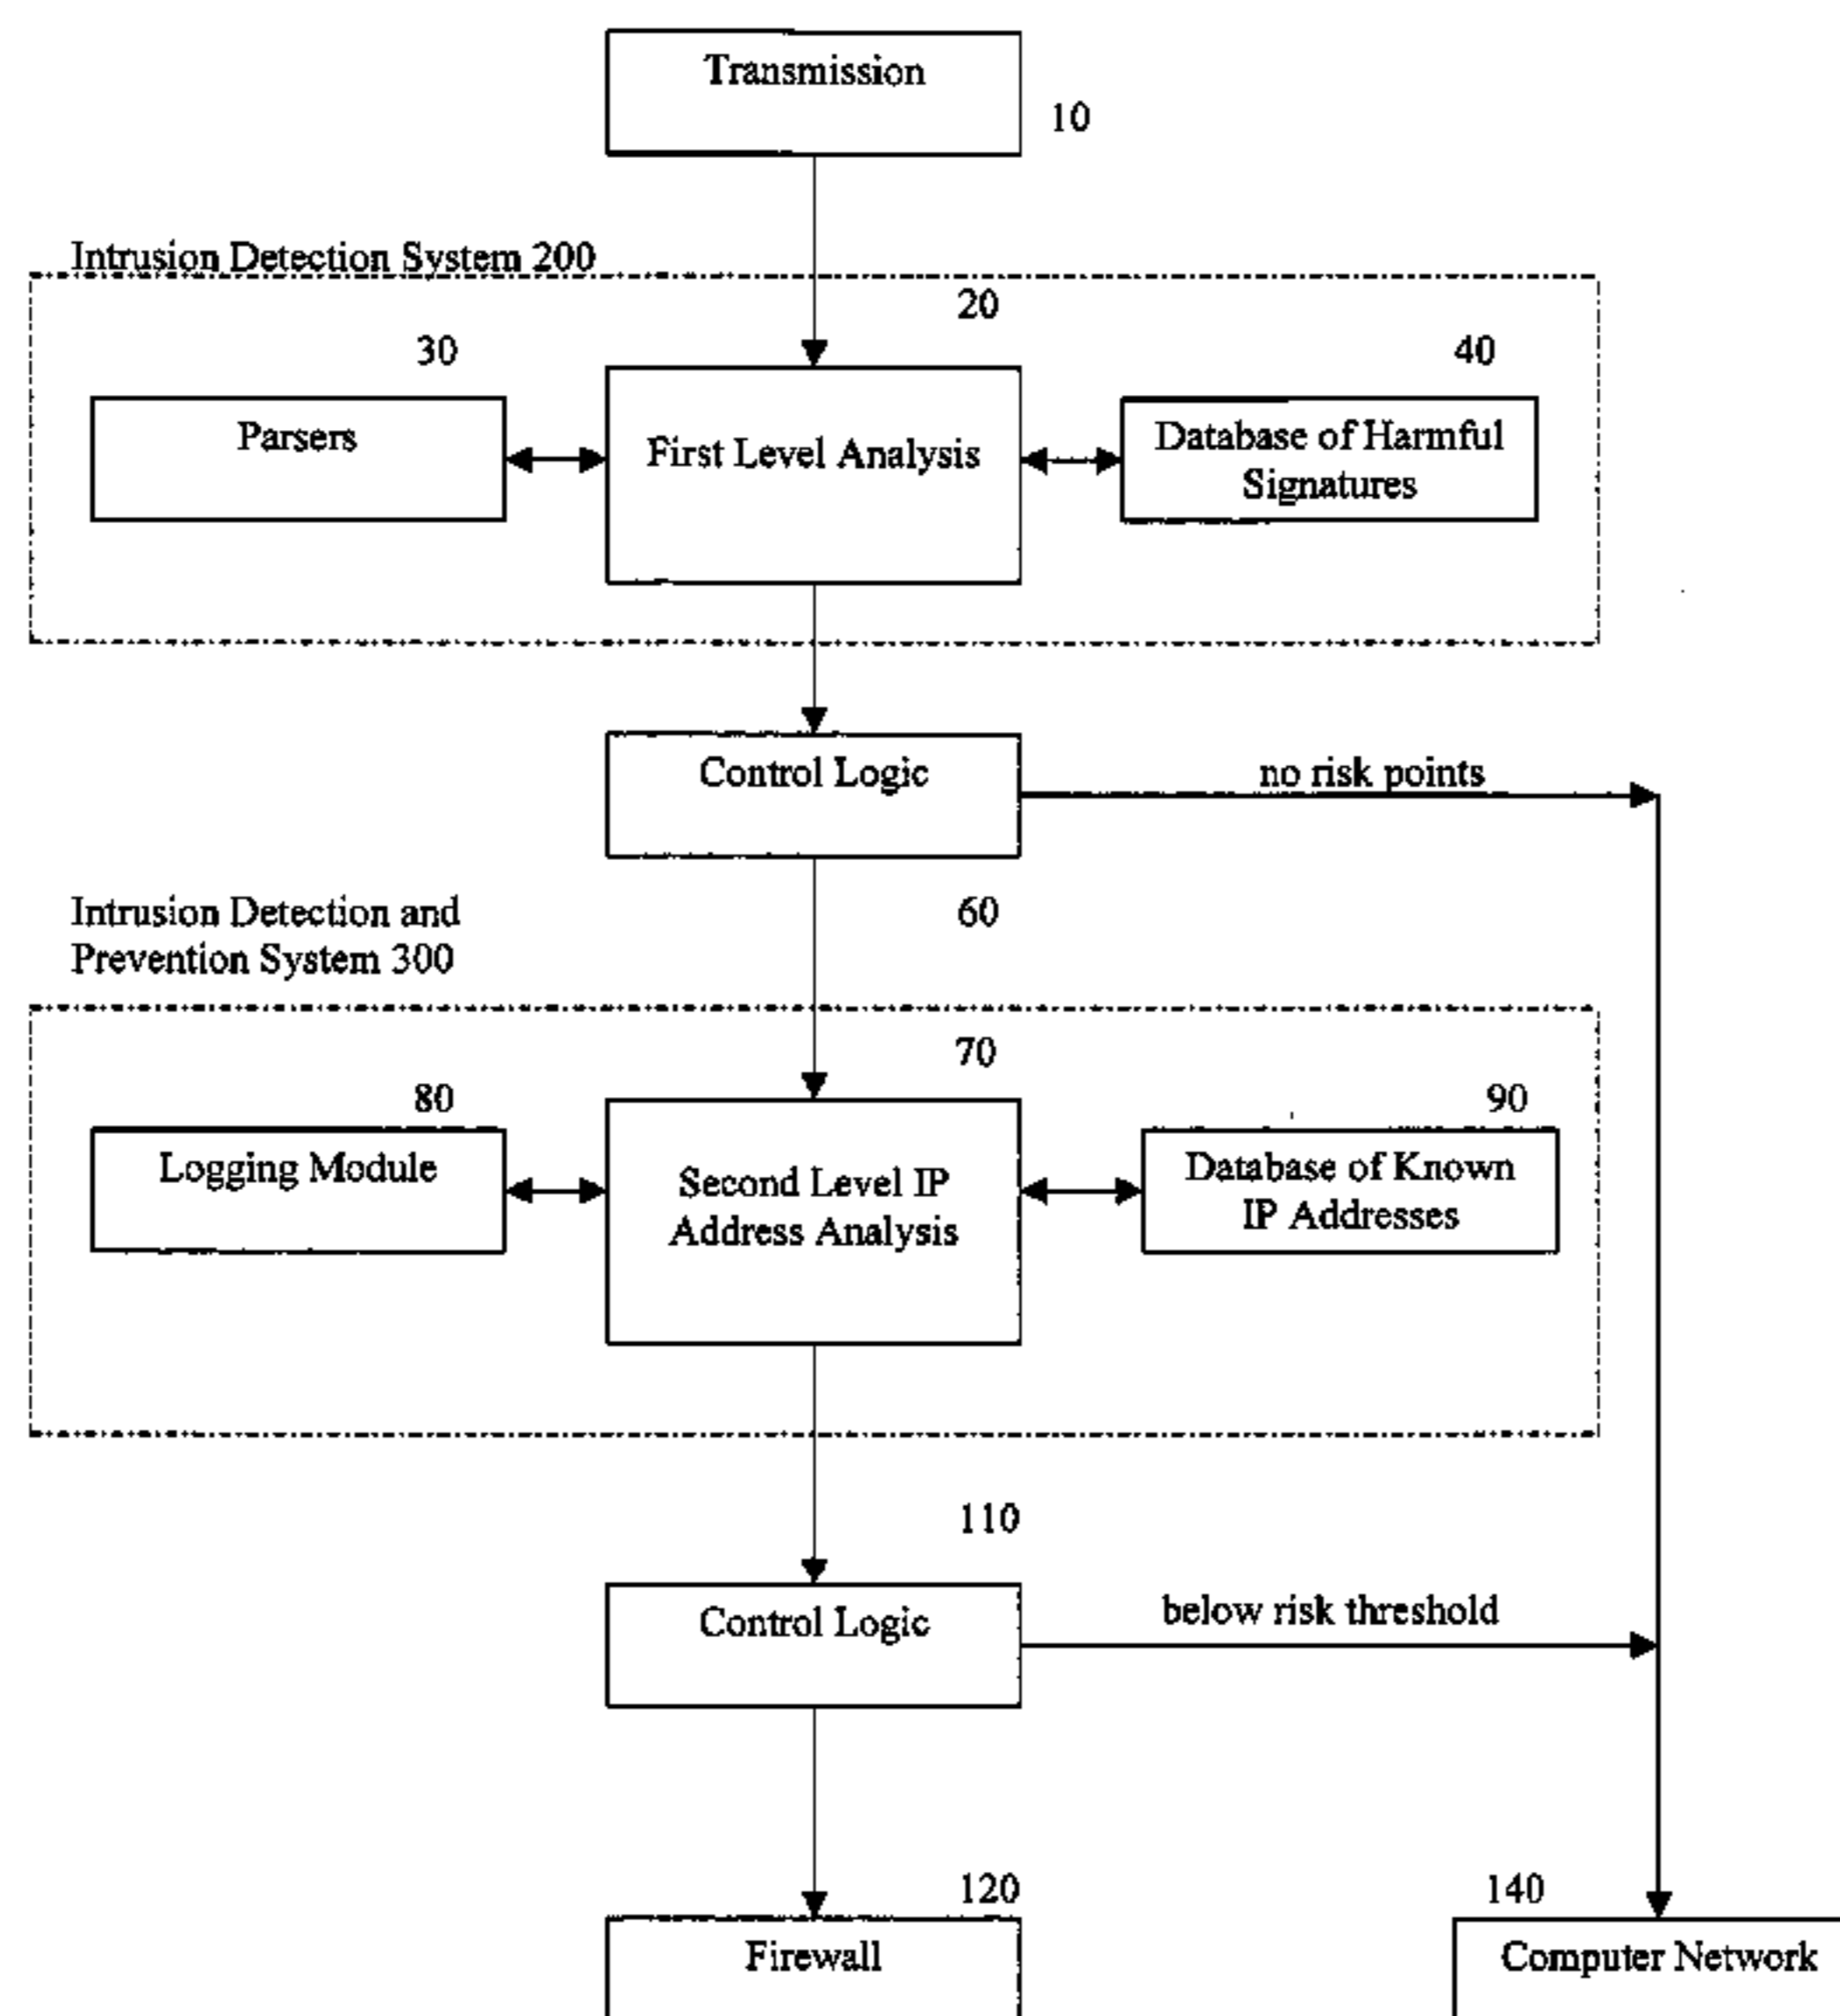 Transmission
10
Intrusion Detection System 200
20
30
40
Parsers
First Level Analysis
Database of Harmful
Signatures
Control Logic
no risk points
Intrusion Detection and
Prevention System 300
60
70
80
90
Logging Module
Second Level IP
Address Analysis
Database of Known
IP Addresses
110
Control Logic
below risk threshold
120
140
Firewall
Computer Network